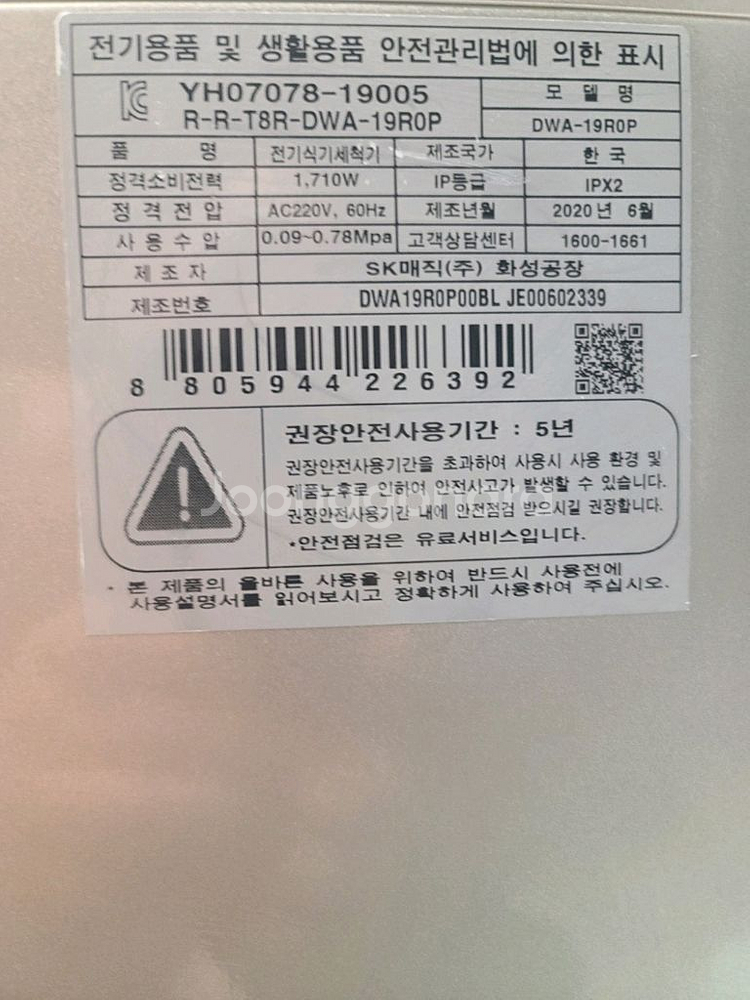 전기용품 및 생활용품 안전관리법에 의한 표시
YH07078-19005
R-R-T8R-DWA-19R0P
모 델 명
DWA-19R0P
품 명 전기식기세척기 제조국가 한 국
정격소비전력 1,710W IP등급 IPX2
정 격 전 압 AC220V, 60Hz 제조년월 2020년 6월
사 용 수 압 0.09~0.78Mpa 고객상담센터 1600-1661
제 조 자 SK매직(주) 화성공장
제조번호 DWA19R0P00BL JE00602339
8 805944 226392
권장안전사용기간 : 5년
권장안전사용기간을 초과하여 사용시 사용 환경 및
제품노후로 인하여 안전사고가 발생할 수 있습니다.
권장안전사용기간 내에 안전점검 받으시길 권장합니다.
*안전점검은 유료서비스입니다.
* 본 제품의 올바른 사용을 위하여 반드시 사용전에
사용설명서를 읽어보시고 정확하게 사용하여 주십시오.
Joonggonara